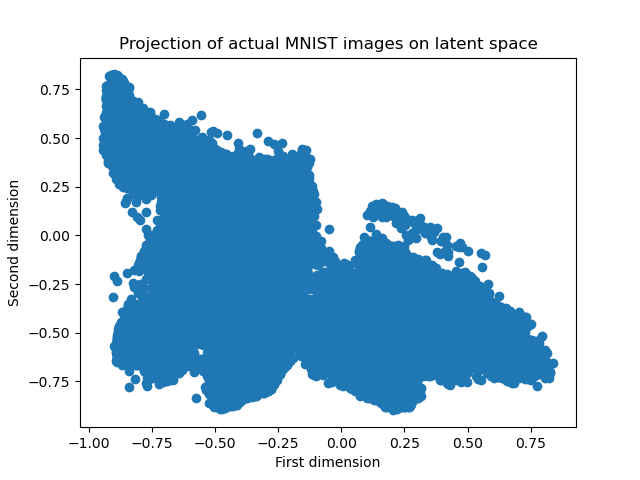 Projection of actual MNIST images on latent space
Second dimension
0.75
0.50
0.25
0.00
−0.25
−0.50
−0.75
−1.00 −0.75 −0.50 −0.25 0.00 0.25 0.50 0.75
First dimension